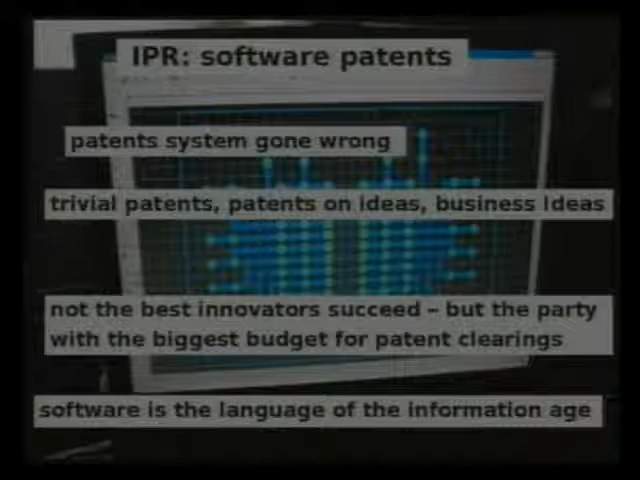 IPR: software patents
patents system gone wrong
trivial patents, patents on ideas, business ideas
not the best innovators succeed – but the party
with the biggest budget for patent clearings
software is the language of the information age